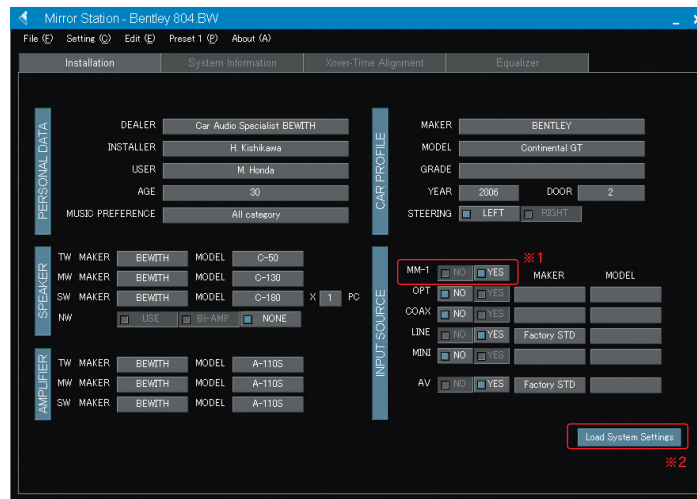 Mirror Station - Bentley 804.BW
File (F) Setting (C) Edit (E) Preset 1 (P) About (A)
Installation System Information Xover-Time Alignment Equalizer
PERSONAL DATA
DEALER Car Audio Specialist BEWITH
INSTALLER H. Kishikawa
USER M. Honda
AGE 30
MUSIC PREFERENCE All category
CAR PROFILE
MAKER BENTLEY
MODEL Continental GT
GRADE
YEAR 2006 DOOR 2
STEERING LEFT RIGHT
SPEAKER
TW MAKER BEWITH MODEL C-50
MW MAKER BEWITH MODEL C-130
SW MAKER BEWITH MODEL C-180 X 1 PC
NW USE Bi-AMP NONE
AMPLIFIER
TW MAKER BEWITH MODEL A-110S
MW MAKER BEWITH MODEL A-110S
SW MAKER BEWITH MODEL A-110S
INPUT SOURCE
※1
MM-1 NO YES MAKER MODEL
OPT NO YES
COAX NO YES
LINE NO YES Factory STD
MINI NO YES
AV NO YES Factory STD
Load System Settings
※2